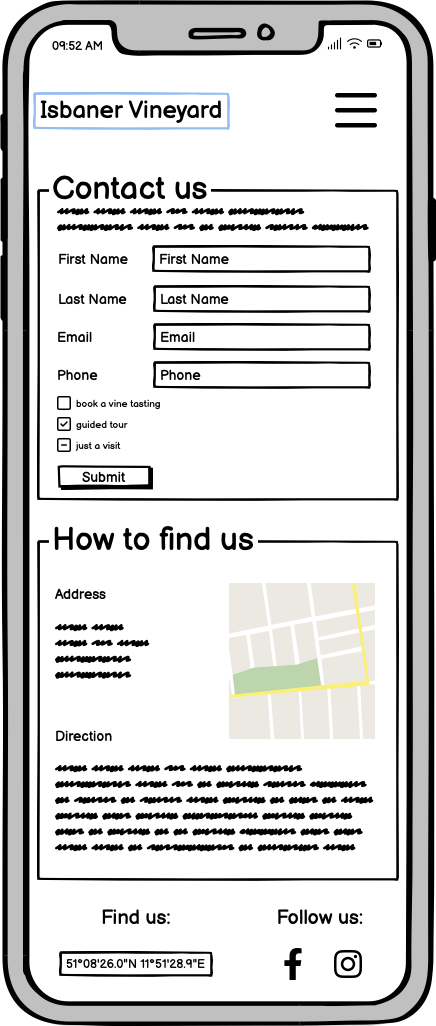 09:52 AM
Isbaner Vineyard
Contact us
First Name First Name
Last Name Last Name
Email Email
Phone Phone
book a vine tasting
guided tour
just a visit
Submit
How to find us
Address
Direction
Find us: Follow us:
51°08'26.0"N 11°51'28.9"E